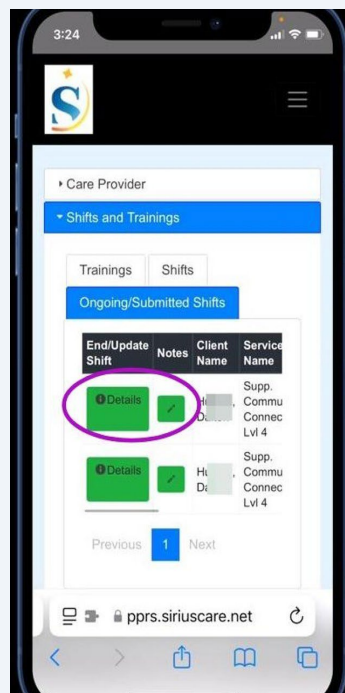 3:24
S
Care Provider
Shifts and Trainings
Trainings Shifts
Ongoing/Submitted Shifts
End/Update Shift Notes Client Name Service Name
Details Supp. Commu Connec Lvl 4
Details Supp. Commu Connec Lvl 4
Previous 1 Next
pprs.siriuscare.net